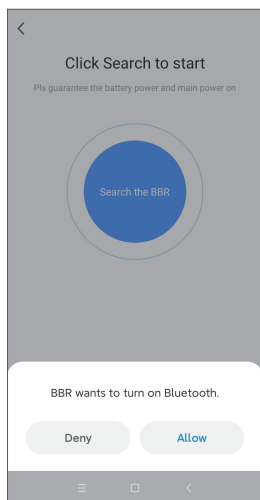 Click Search to start
Pls guarantee the battery power and main power on
Search the BBR
BBR wants to turn on Bluetooth.
Deny
Allow